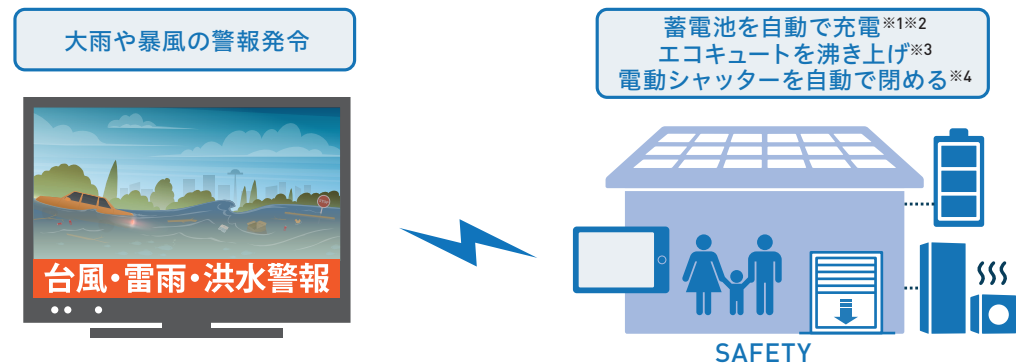 大雨や暴風の警報発令
蓄電池を自動で充電※1※2
エコキュートを沸き上げ※3
電動シャッターを自動で閉める※4
台風・雷雨・洪水警報
SAFETY